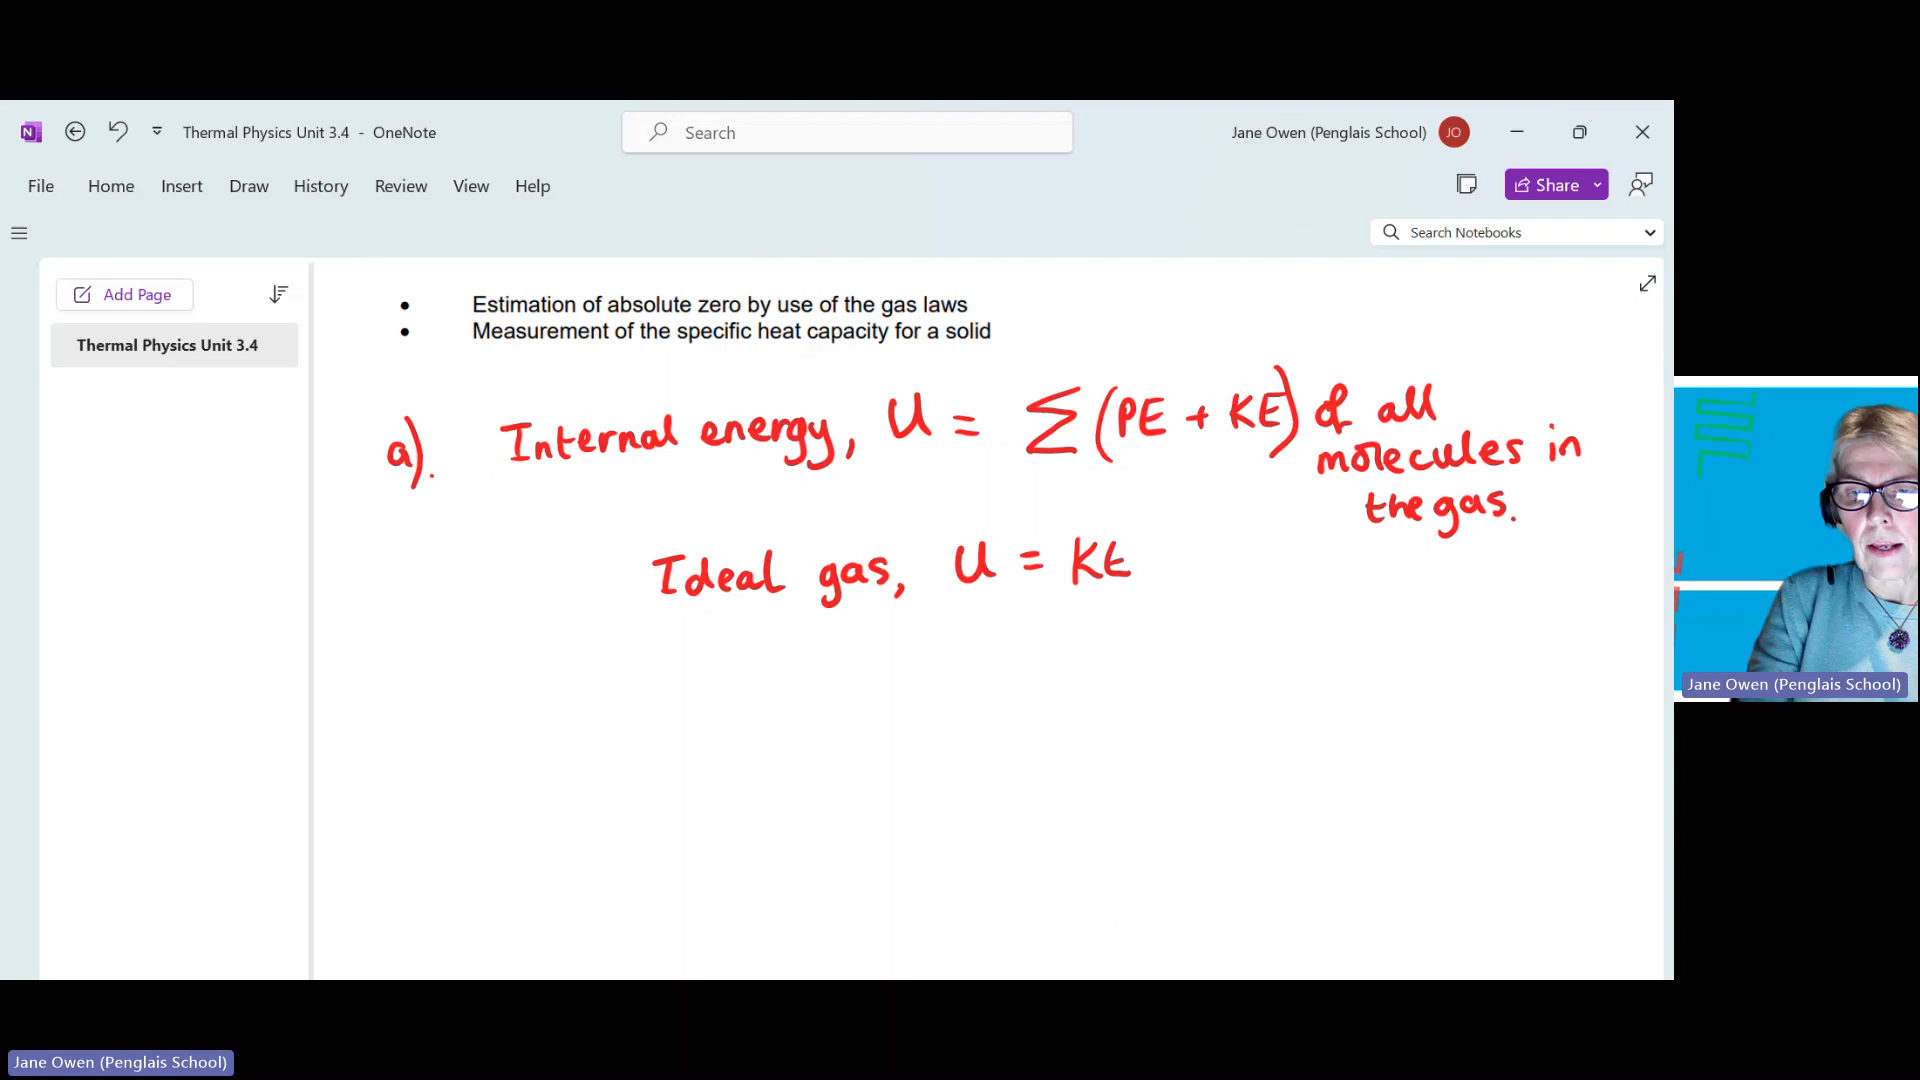 Thermal Physics Unit 3.4 - OneNote
Search
Jane Owen (Penglais School)
JO
File Home Insert Draw History Review View Help
Share
Search Notebooks
Add Page
Thermal Physics Unit 3.4
• Estimation of absolute zero by use of the gas laws
• Measurement of the specific heat capacity for a solid
a). Internal energy, U = ∑ (PE + KE) of all
molecules in
the gas.
Ideal gas, U = KE
Jane Owen (Penglais School)
Jane Owen (Penglais School)